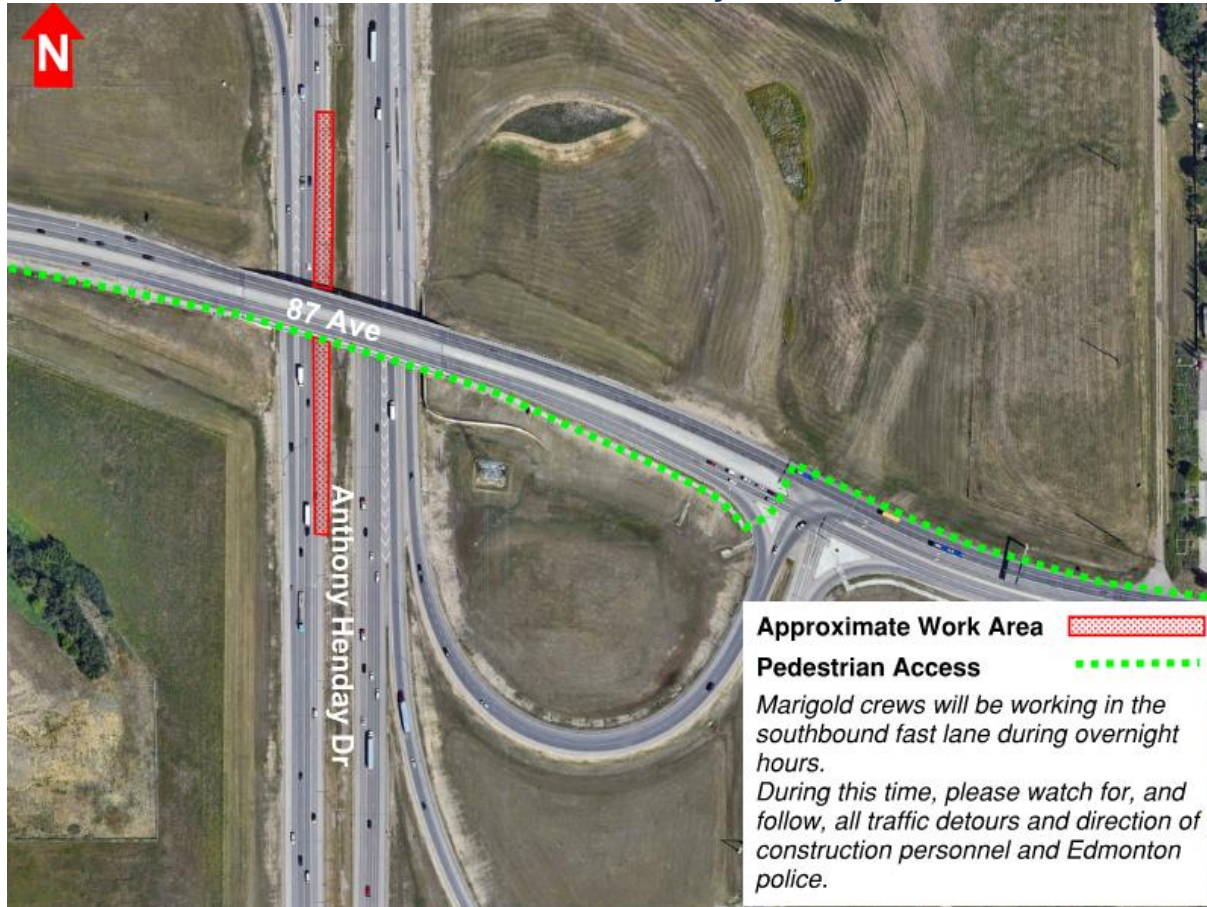 N
87 Ave
Anthony Henday Dr
Approximate Work Area
Pedestrian Access
Marigold crews will be working in the
southbound fast lane during overnight
hours.
During this time, please watch for, and
follow, all traffic detours and direction of
construction personnel and Edmonton
police.